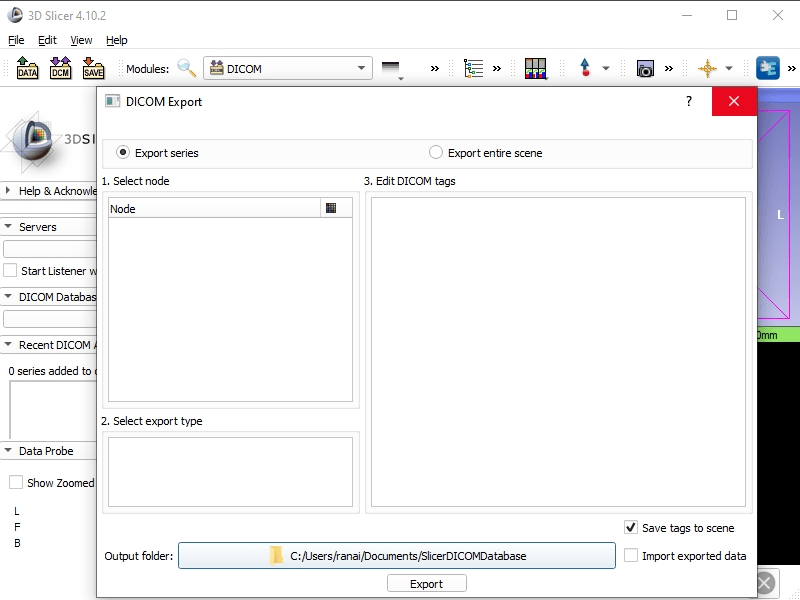 3D Slicer 4.10.2
File Edit View Help
DATA DCM SAVE Modules: DCM DICOM
DICOM Export ?
3DSl
Export series Export entire scene
1. Select node 3. Edit DICOM tags
Help & Acknowle
Node
L
Servers
Start Listener w
DICOM Databas
0mm
Recent DICOM A
0 series added to
2. Select export type
Data Probe
Show Zoomed
L
F
B
Save tags to scene
Output folder: C:/Users/ranai/Documents/SlicerDICOMDatabase Import exported data
Export